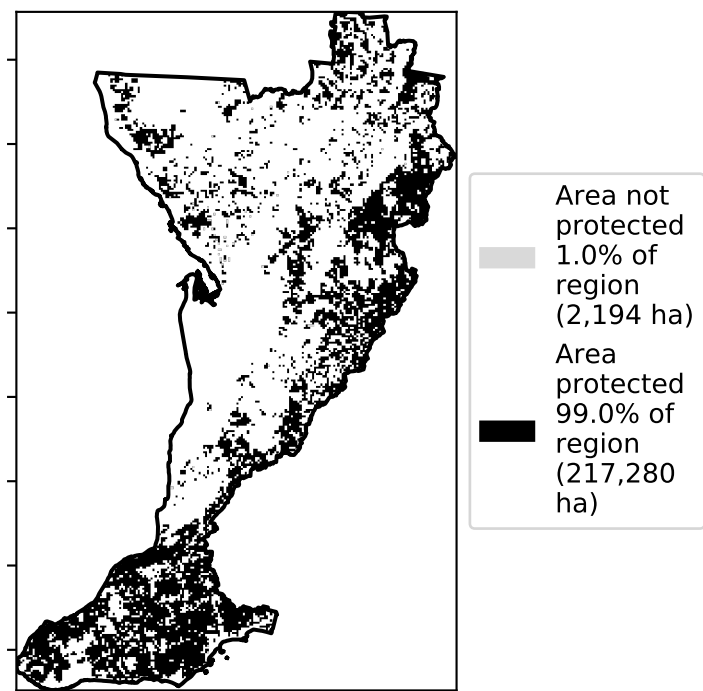 Area not
protected
1.0% of
region
(2,194 ha)
Area
protected
99.0% of
region
(217,280
ha)